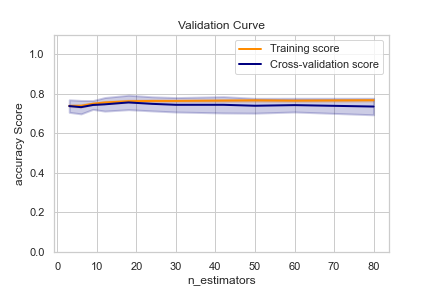 Validation Curve
Training score
Cross-validation score
accuracy Score
1.0
0.8
0.6
0.4
0.2
0.0
0 10 20 30 40 50 60 70 80
n_estimators